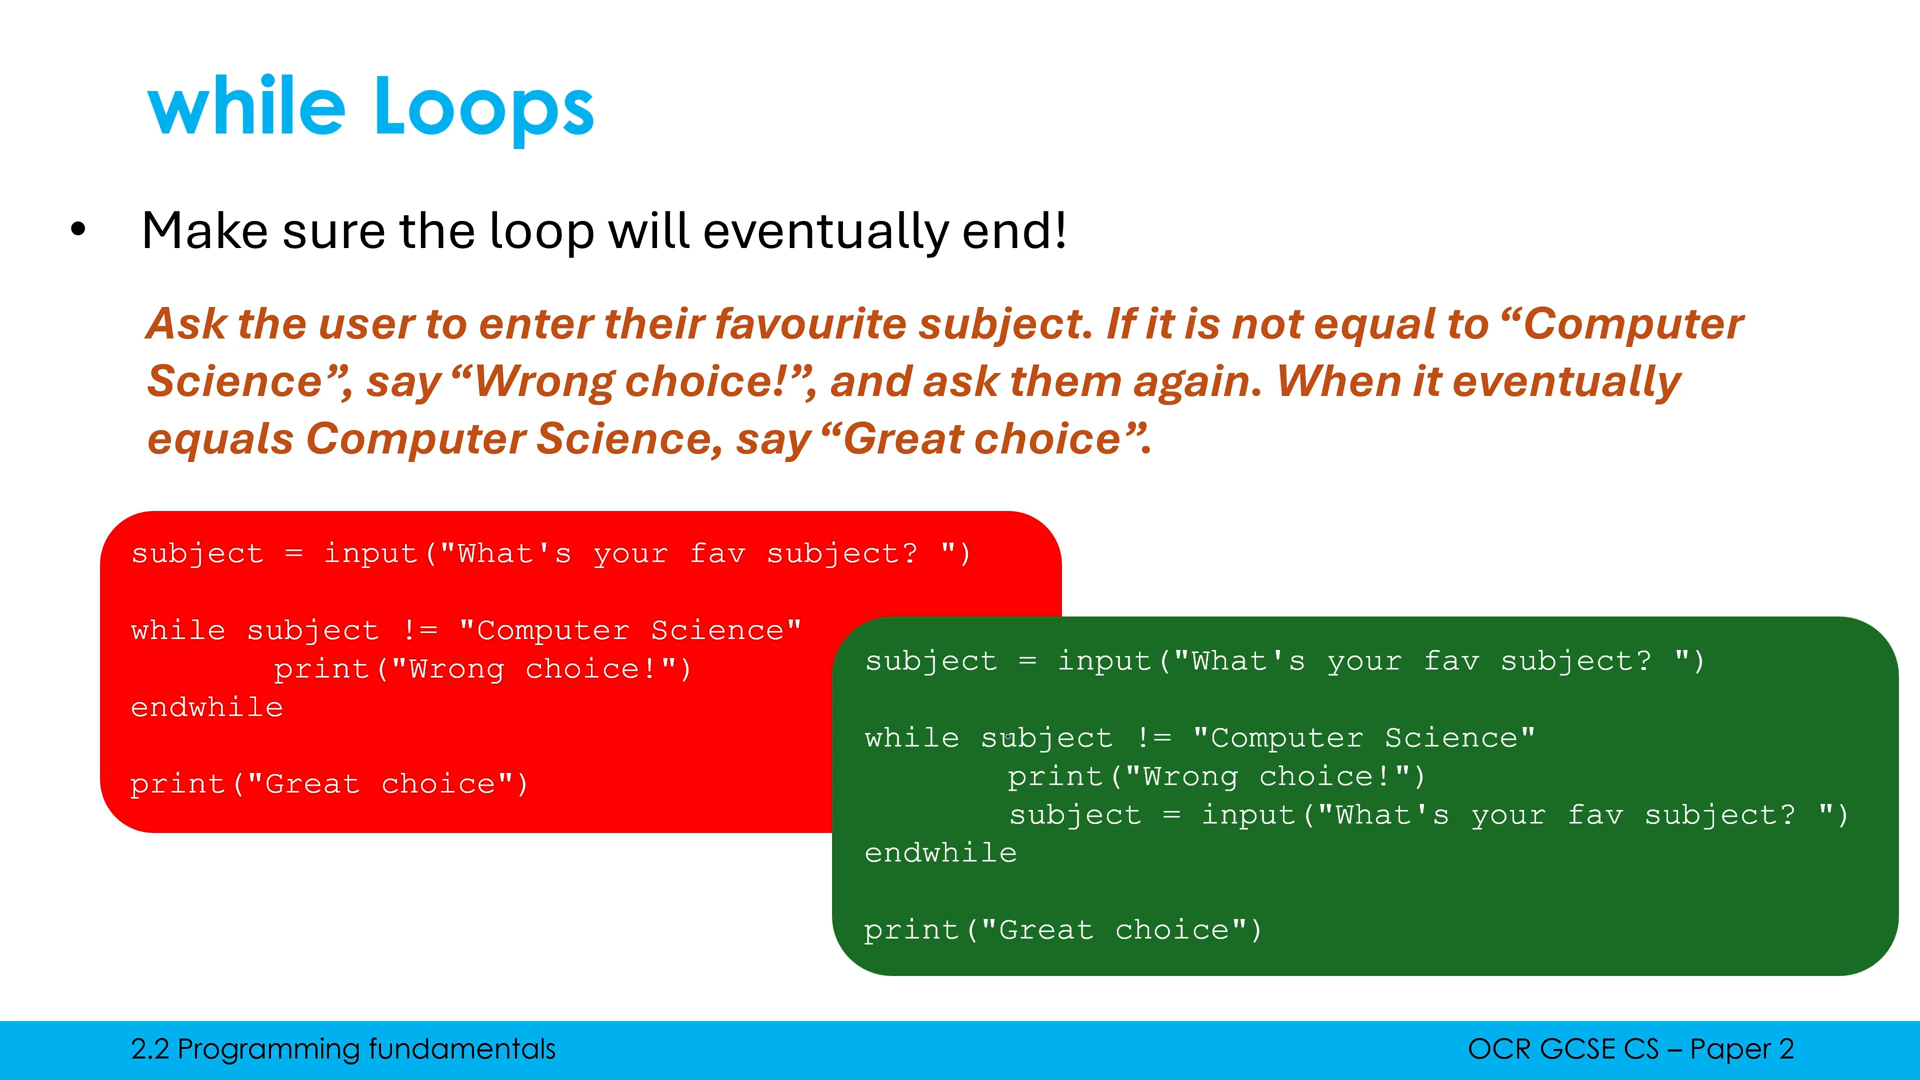 while Loops
• Make sure the loop will eventually end!
Ask the user to enter their favourite subject. If it is not equal to “Computer
Science”, say “Wrong choice!”, and ask them again. When it eventually
equals Computer Science, say “Great choice”.
subject = input("What's your fav subject? ")
while subject != "Computer Science"
print("Wrong choice!")
endwhile
print("Great choice")
subject = input("What's your fav subject? ")
while subject != "Computer Science"
print("Wrong choice!")
subject = input("What's your fav subject? ")
endwhile
print("Great choice")
2.2 Programming fundamentals
OCR GCSE CS – Paper 2